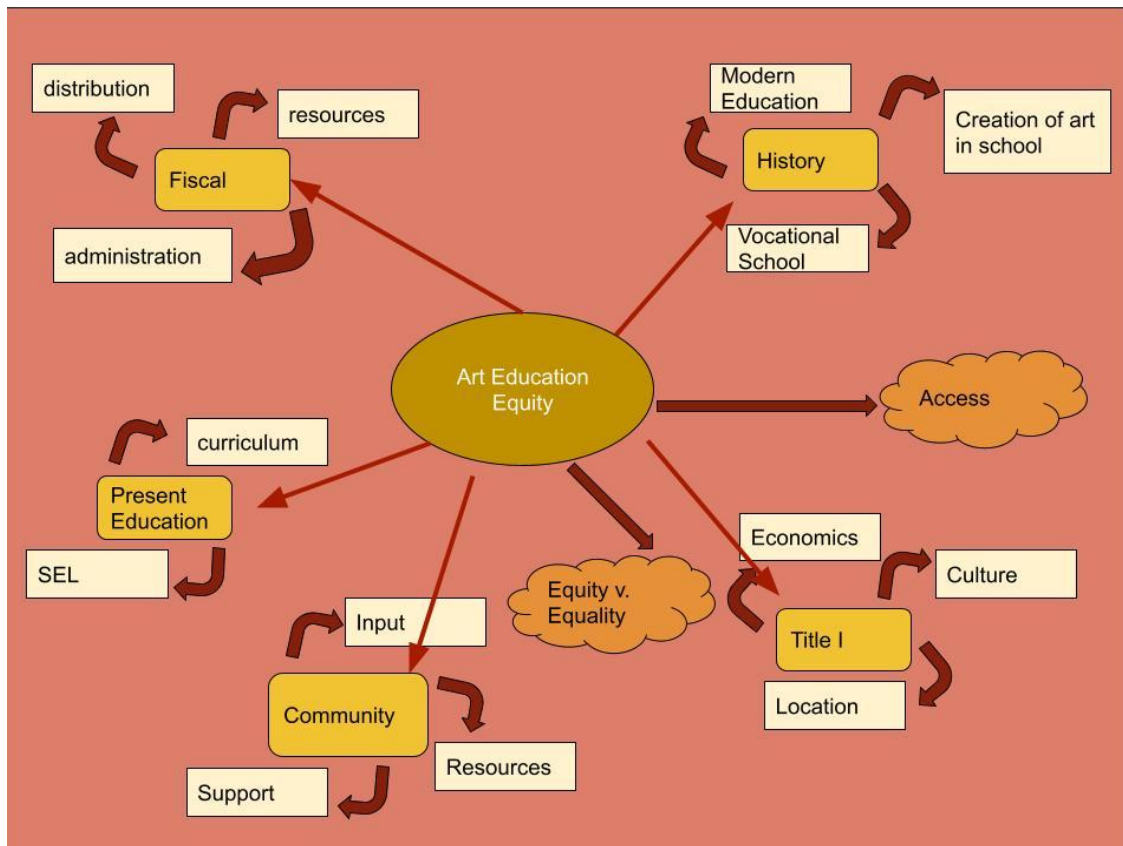 distribution
resources
Fiscal
administration
Modern
Education
Creation of art
in school
History
Vocational
School
Art Education
Equity
Access
curriculum
Present
Education
SEL
Equity v.
Equality
Economics
Culture
Title I
Location
Input
Community
Resources
Support